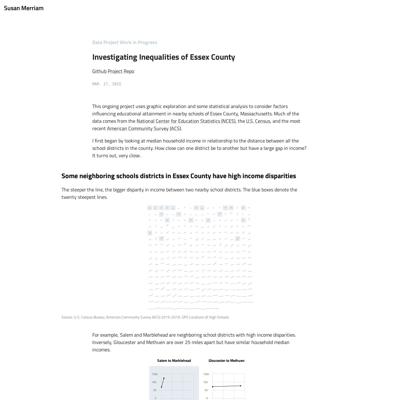 Susan Merriam
Data Project Work in Progress
Investigating Inequalities of Essex County
Github Project Repo
This ongoing project uses graphic exploration and some statistical analysis to consider factors
influencing educational attainment in nearby schools of Essex County, Massachusetts. Much of the
data comes from the National Center for Education Statistics (NCES), the U.S. Census, and the most
recent American Community Survey (ACS).
I first began by looking at median household income in relationship to the distance between all the
school districts in the county. How close can one district be to another but have a large gap in income?
It turns out, very close.
Some neighboring schools districts in Essex County have high income disparities
The steeper the line, the bigger disparity in income between two nearby school districts. The blue boxes denote the
twenty steepest lines.
Source: U.S. Census Bureau, American Community Survey (ACS) 2015-2019; GPS Locations of High Schools
For example, Salem and Marblehead are neighboring school districts with high income disparities.
Inversely, Gloucester and Methuen are over 25 miles apart but have similar household median
incomes.
Salem to Marblehead
Gloucester to Methuen